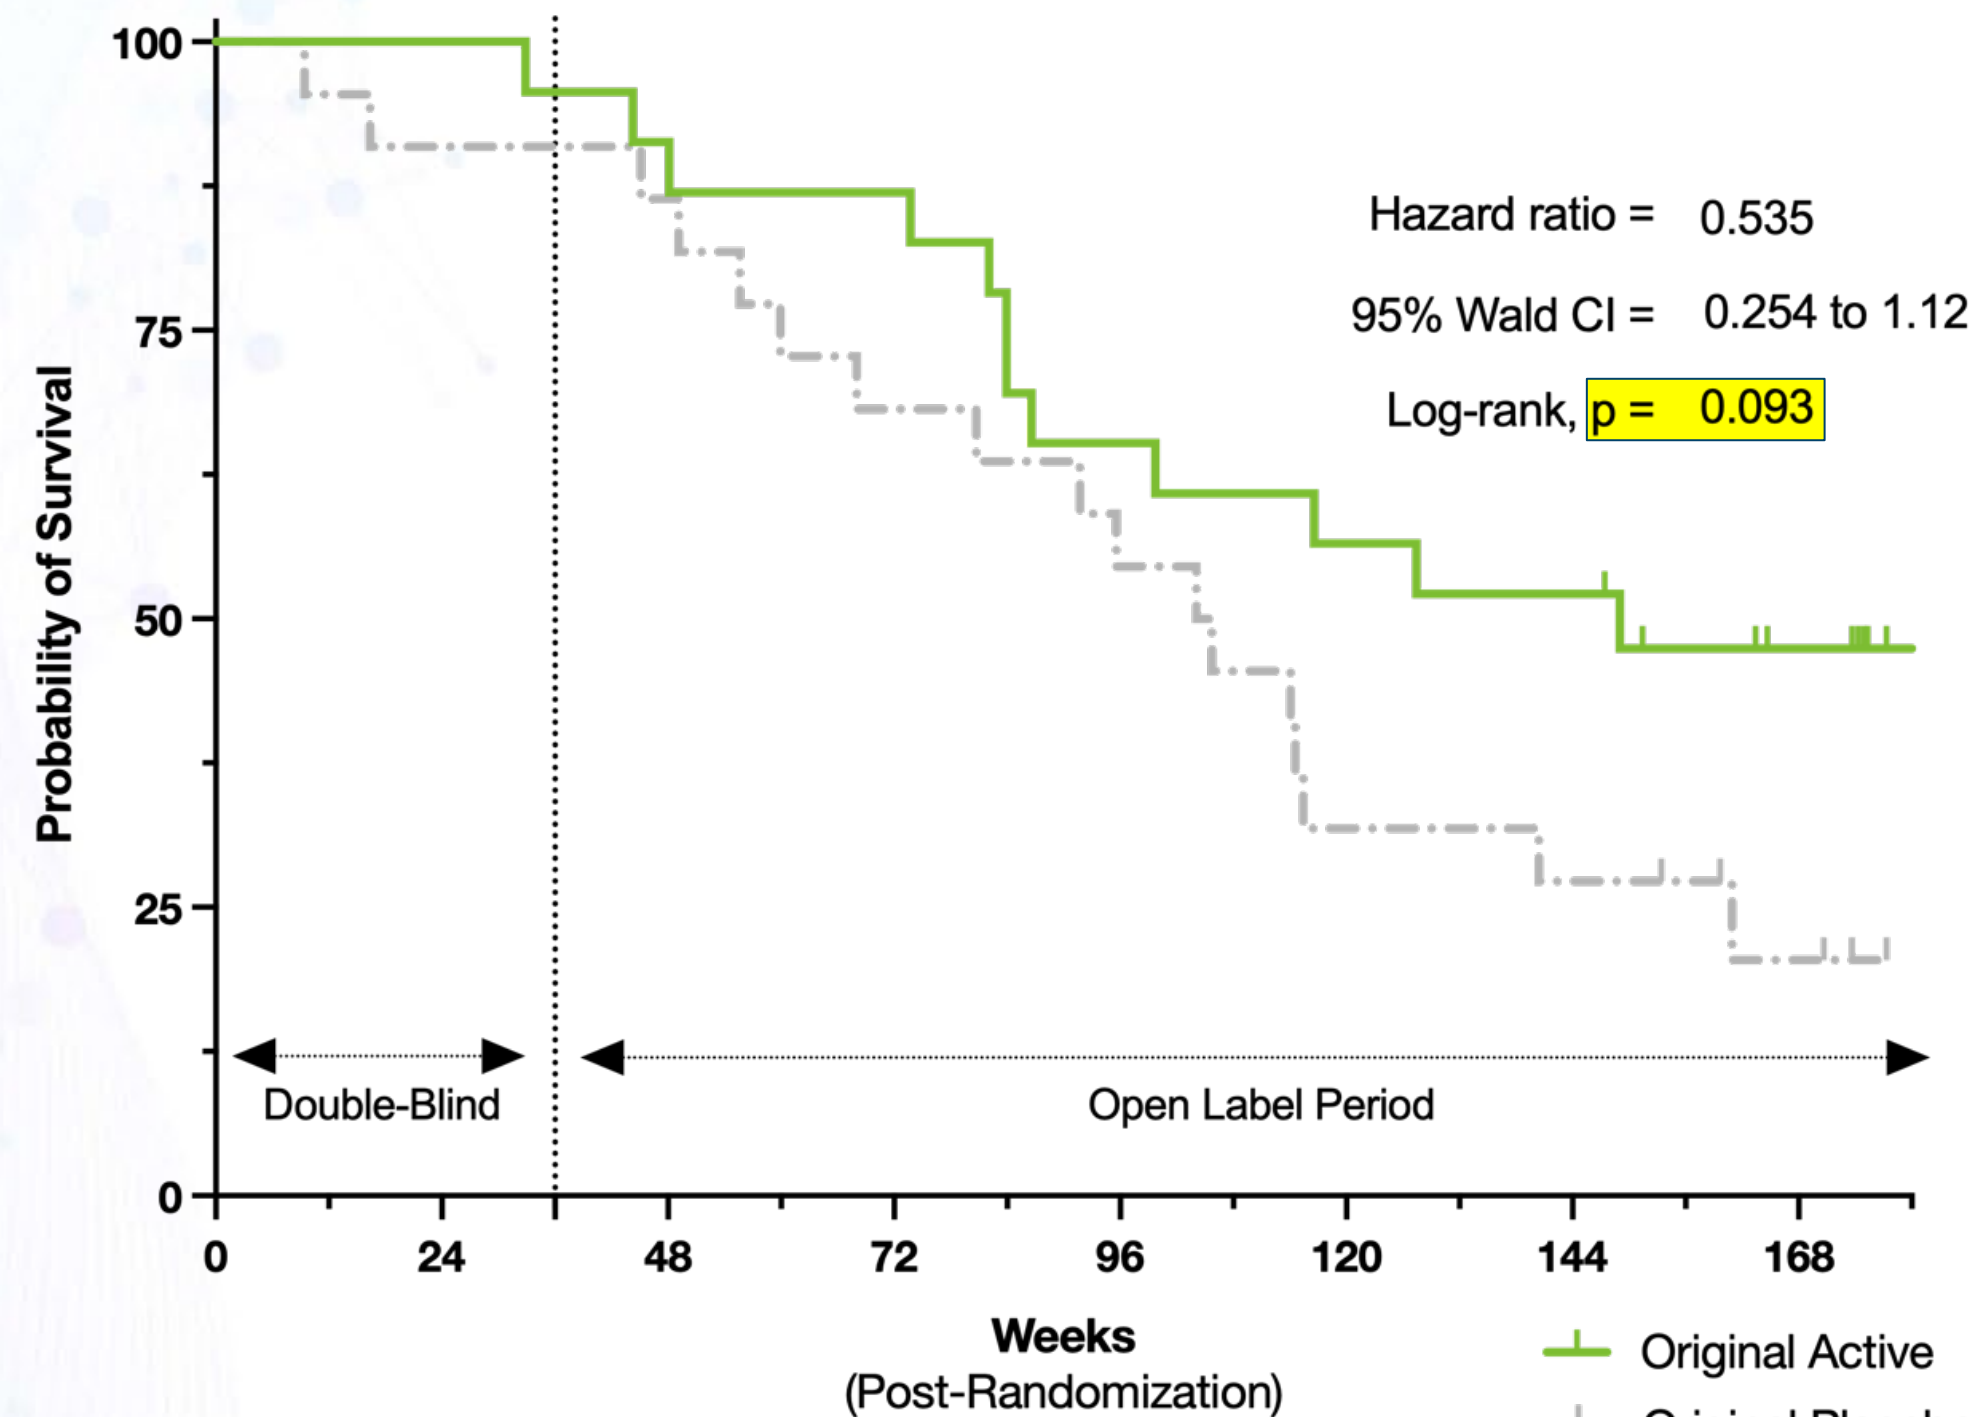 100
75
50
25
0
Probability of Survival
Hazard ratio = 0.535
95% Wald CI = 0.254 to 1.12
Log-rank, p = 0.093
Double-Blind
Open Label Period
0 24 48 72 96 120 144 168
Weeks
(Post-Randomization)
Original Active
Original